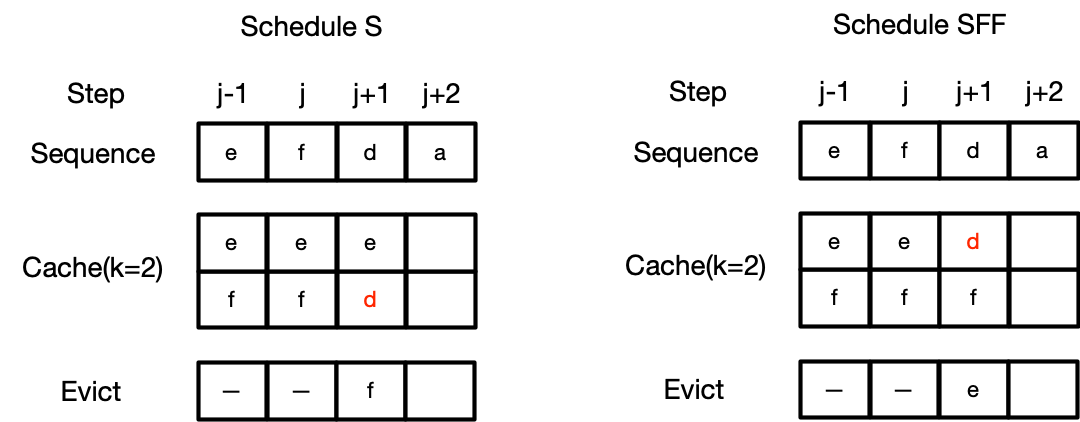 Schedule S
Step j-1 j j+1 j+2
Sequence e f d a
Cache(k=2)
e e e
f f d
Evict — — f
Schedule SFF
Step j-1 j j+1 j+2
Sequence e f d a
Cache(k=2)
e e d
f f f
Evict — — e